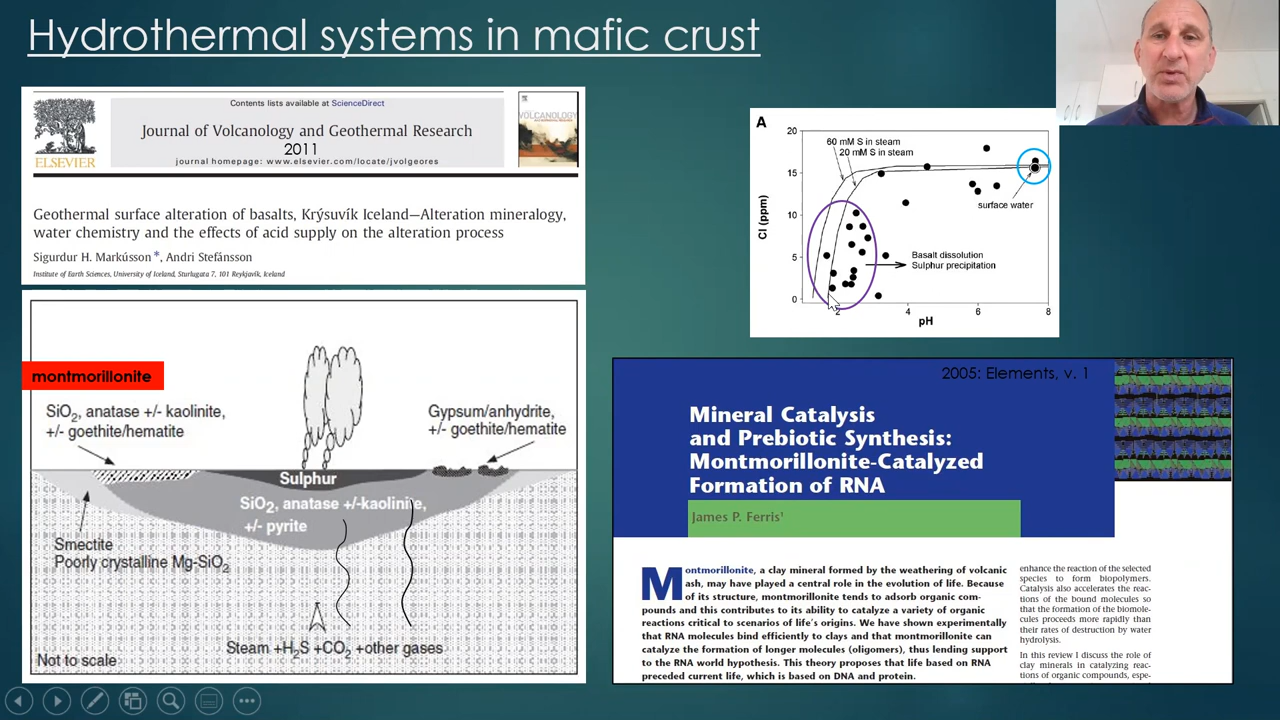 Hydrothermal systems in mafic crust
Contents lists available at ScienceDirect
Journal of Volcanology and Geothermal Research
2011
journal homepage: www.elsevier.com/locate/jvolgeores
ELSEVIER
Geothermal surface alteration of basalts, Krýsuvík Iceland—Alteration mineralogy,
water chemistry and the effects of acid supply on the alteration process
Sigurdur H. Markússon *, Andri Stefánsson
Institute of Earth Sciences, University of Iceland, Sturlugata 7, 101 Reykjavik, Iceland
montmorillonite
SiO2, anatase +/- kaolinite,
+/- goethite/hematite
Gypsum/anhydrite,
+/- goethite/hematite
Sulphur
SiO2, anatase +/-kaolinite,
+/- pyrite
Smectite
Poorly crystalline Mg-SiO2
Steam +H2S +CO2 +other gases
Not to scale
A
20
15
10
5
0
Cl (ppm)
60 mM S in steam
20 mM S in steam
surface water
Basalt dissolution
Sulphur precipitation
2
4
6
8
pH
2005: Elements, v. 1
Mineral Catalysis
and Prebiotic Synthesis:
Montmorillonite-Catalyzed
Formation of RNA
James P. Ferris1
Montmorillonite, a clay mineral formed by the weathering of volcanic
ash, may have played a central role in the evolution of life. Because
of its structure, montmorillonite tends to adsorb organic com-
pounds and this contributes to its ability to catalyze a variety of organic
reactions critical to scenarios of life's origins. We have shown experimentally
that RNA molecules bind efficiently to clays and that montmorillonite can
catalyze the formation of longer molecules (oligomers), thus lending support
to the RNA world hypothesis. This theory proposes that life based on RNA
preceded current life, which is based on DNA and protein.
enhance the reaction of the selected
species to form biopolymers.
Catalysis also accelerates the reac-
tions of the bound molecules so
that the formation of the biomole-
cules proceeds more rapidly than
their rates of destruction by water
hydrolysis.
In this review I discuss the role of
clay minerals in catalyzing reac-
tions of organic compounds, espe-